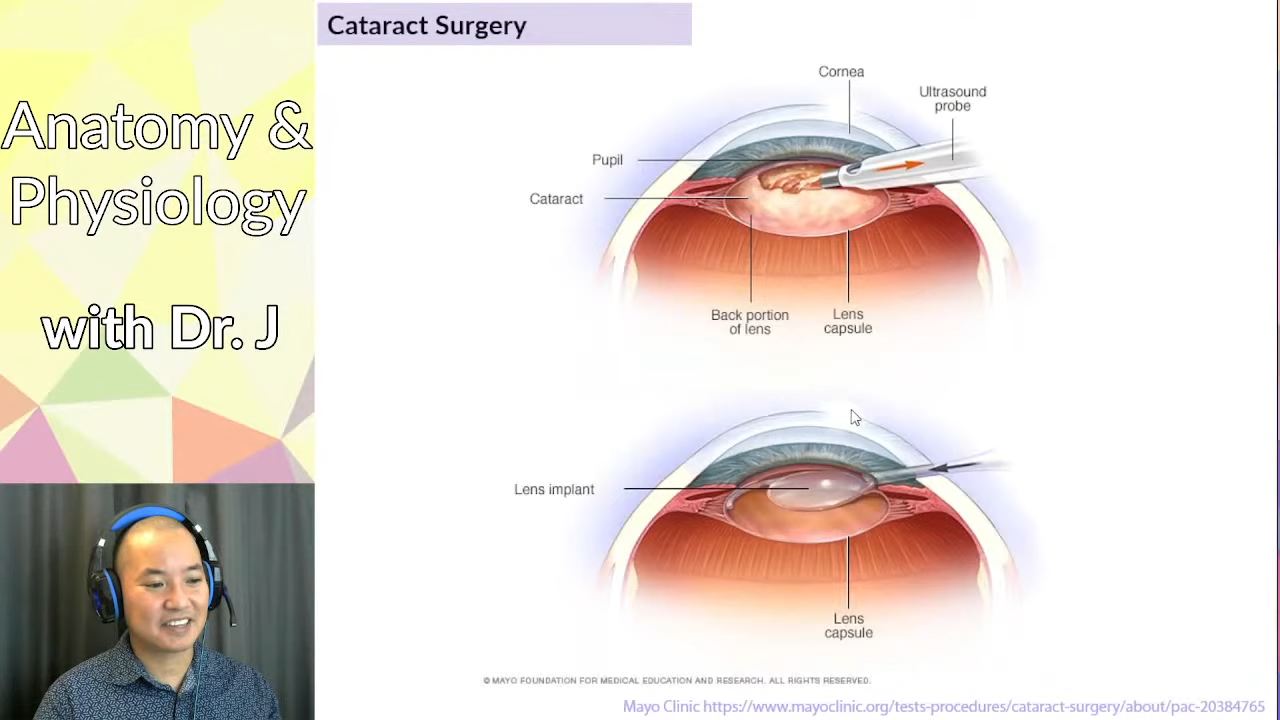 Anatomy &
Physiology
with Dr. J
Cataract Surgery
Cornea
Ultrasound
probe
Pupil
Cataract
Back portion
of lens
Lens
capsule
Lens implant
Lens
capsule
© MAYO FOUNDATION FOR MEDICAL EDUCATION AND RESEARCH. ALL RIGHTS RESERVED.
Mayo Clinic https://www.mayoclinic.org/tests-procedures/cataract-surgery/about/pac-20384765